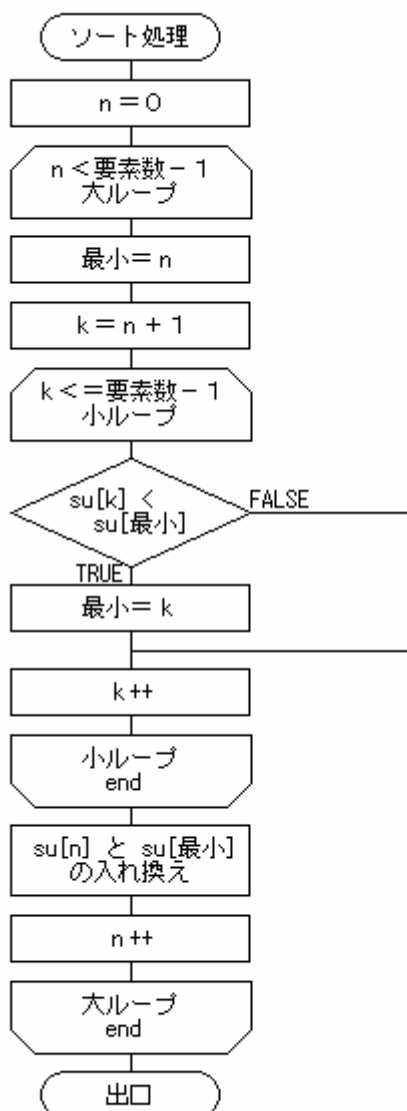 ソート処理
n＝0
n＜要素数－1
大ループ
最小＝n
k＝n＋1
k＜＝要素数－1
小ループ
su[k] ＜
su[最小]
FALSE
TRUE
最小＝k
k++
小ループ
end
su[n] と su[最小]
の入れ換え
n++
大ループ
end
出口